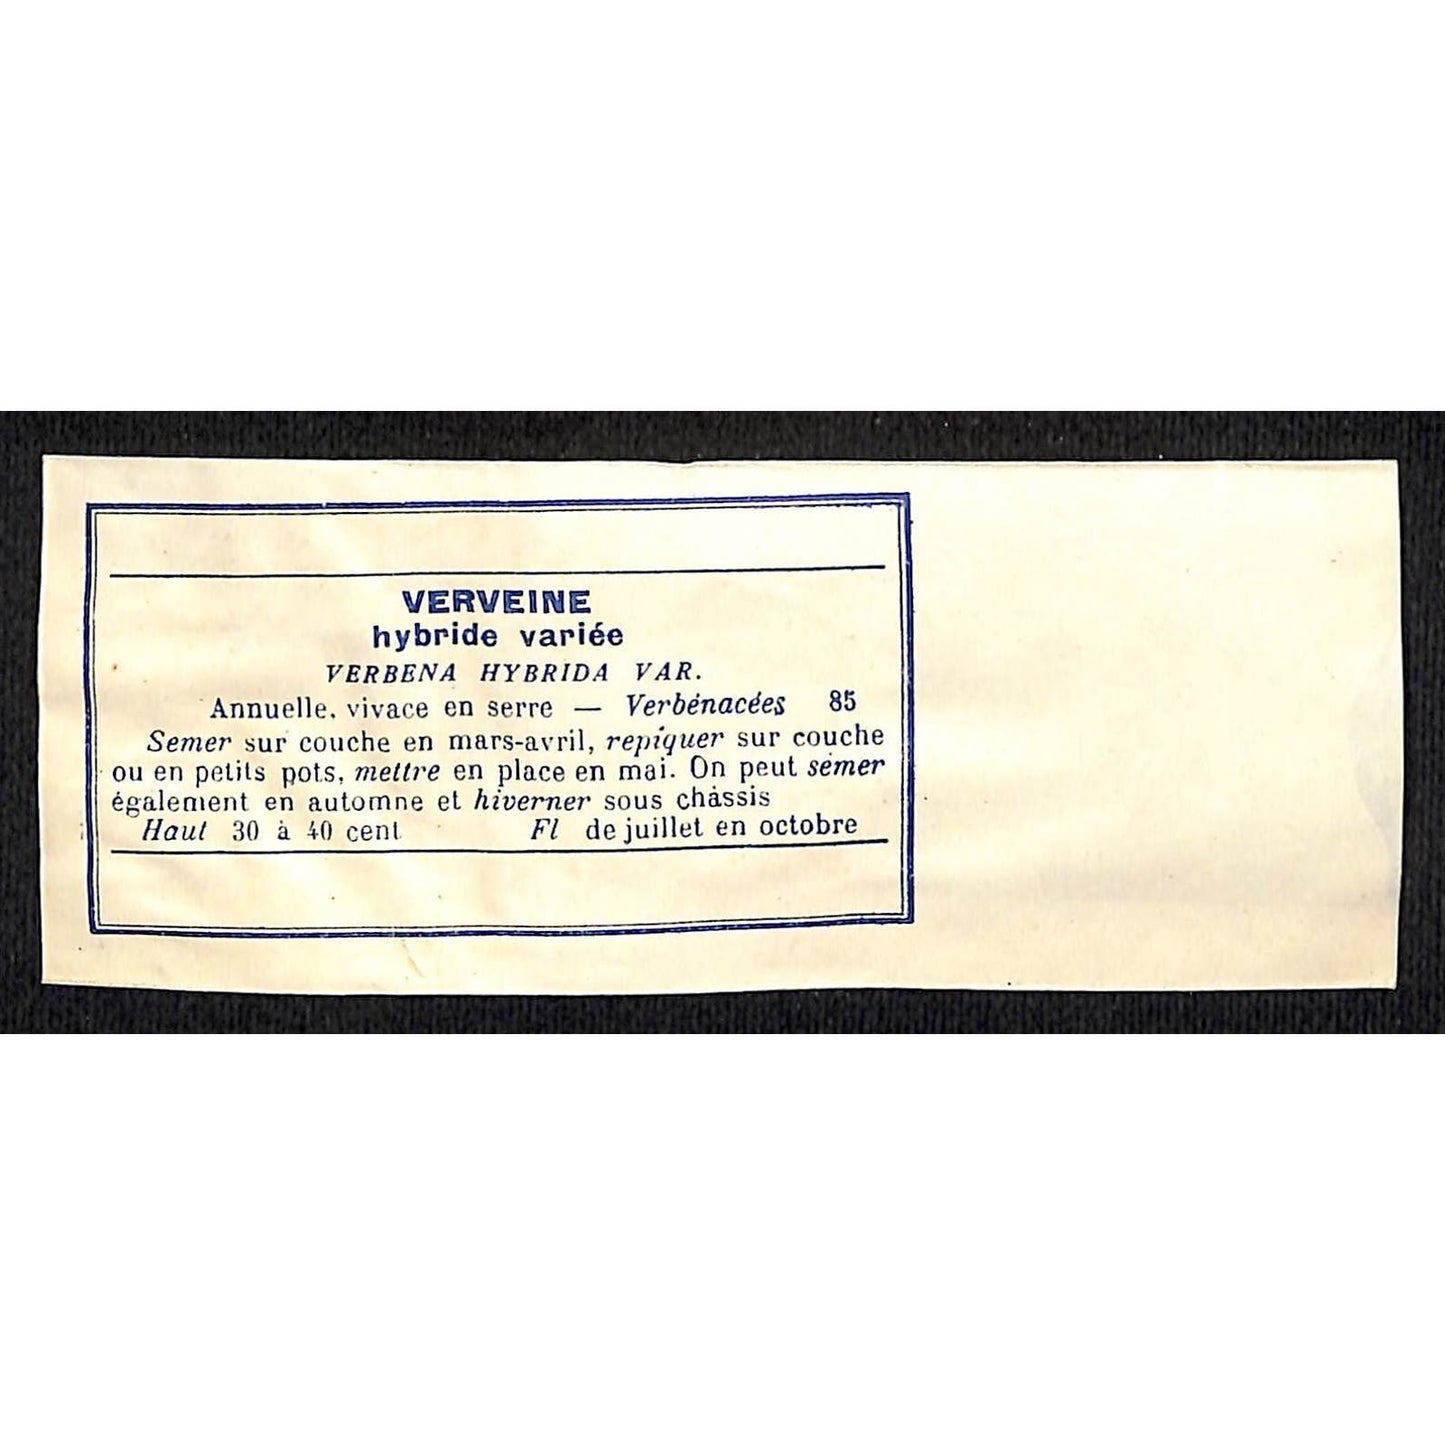 VERVEINE
hybride variée
VERBENA HYBRIDA VAR.
Annuelle, vivace en serre — Verbénacées 85
Semer sur couche en mars-avril, repiquer sur couche
ou en petits pots, mettre en place en mai. On peut semer
également en automne et hiverner sous châssis
Haut 30 à 40 cent. Fl de juillet en octobre